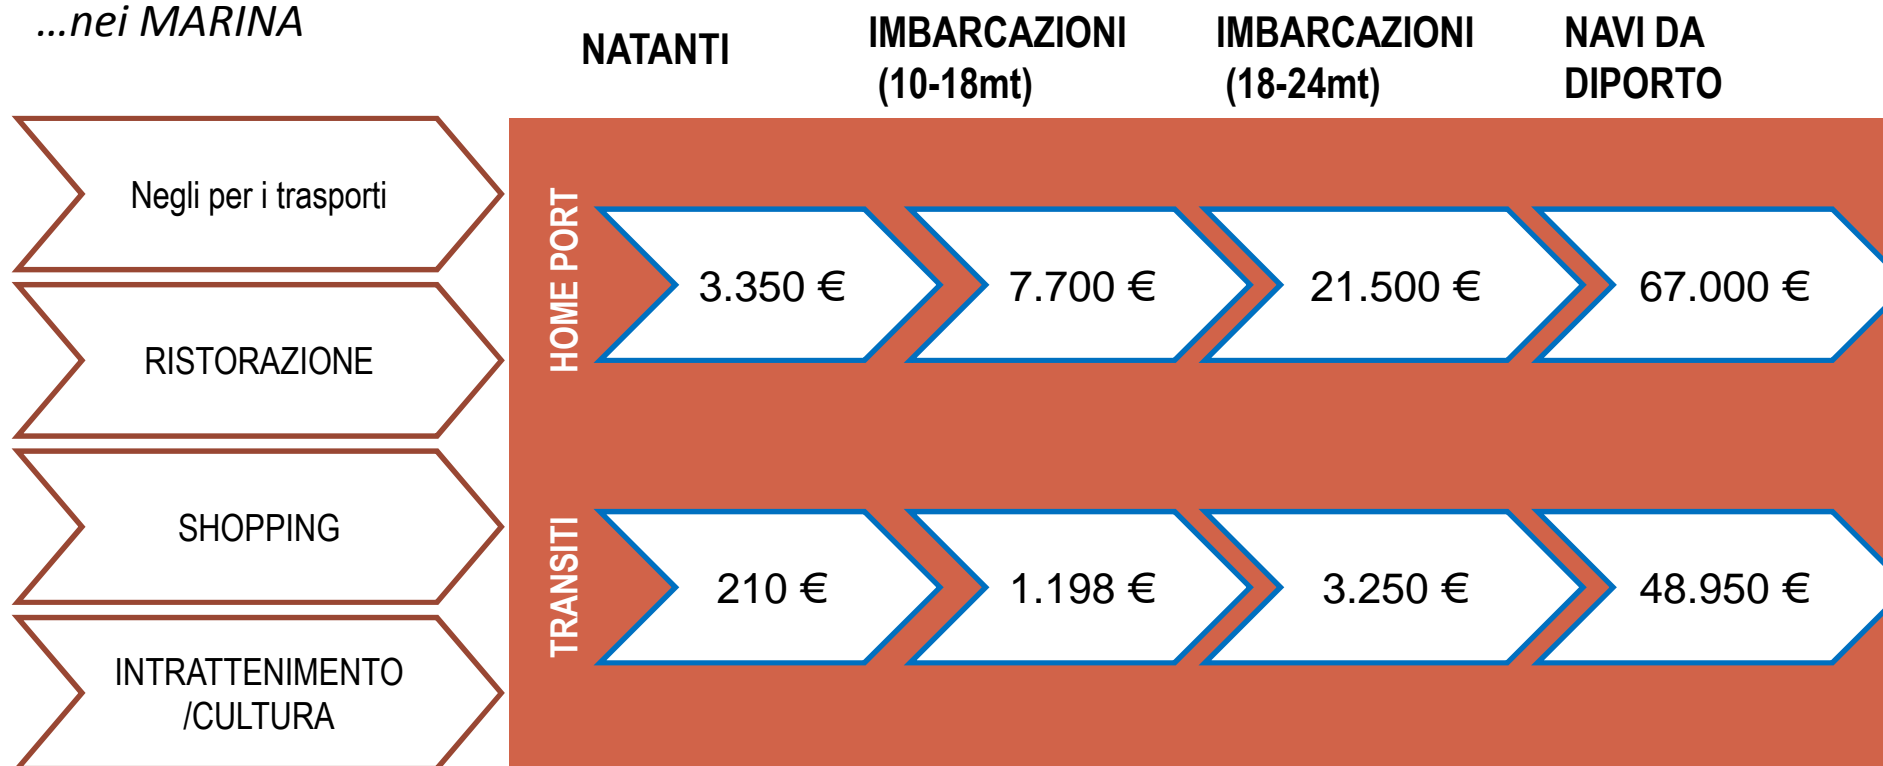 ...nei MARINA
NATANTI
IMBARCAZIONI
(10-18mt)
IMBARCAZIONI
(18-24mt)
NAVI DA
DIPORTO
Negli per i trasporti
RISTORAZIONE
SHOPPING
INTRATTENIMENTO
/CULTURA
HOME PORT
3.350 €
7.700 €
21.500 €
67.000 €
TRANSITI
210 €
1.198 €
3.250 €
48.950 €